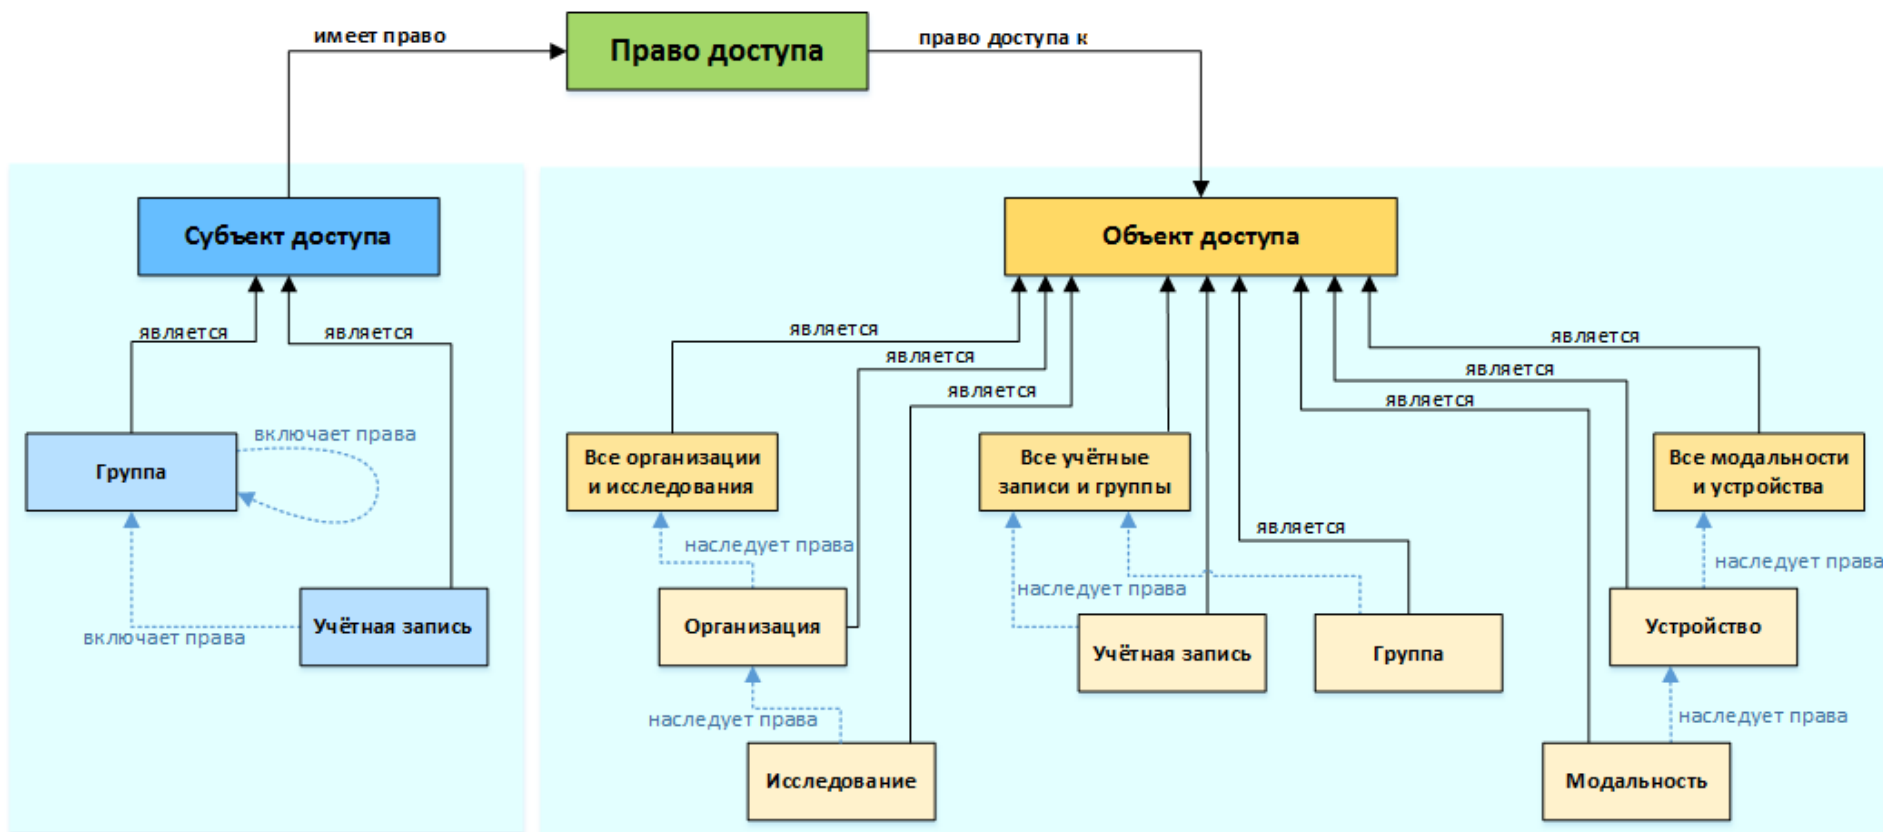 имеет право
Право доступа
право доступа к
Субъект доступа
Объект доступа
является
является
является
является
является
является
является
является
включает права
Группа
Все организации
и исследования
Все учётные
записи и группы
Все модальности
и устройства
является
наследует права
наследует права
наследует права
включает права
Учётная запись
Организация
Учётная запись
Группа
Устройство
наследует права
наследует права
Исследование
Модальность